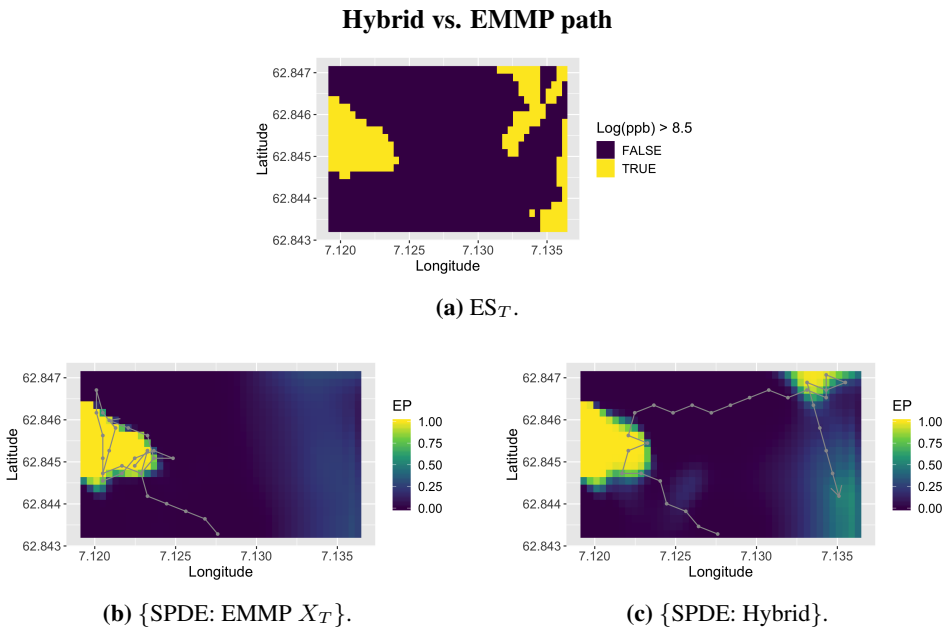 Hybrid vs. EMMP path
62.847
62.846
62.845
62.844
62.843
Latitude
7.120 7.125 7.130 7.135
Longitude
Log(ppb) > 8.5
FALSE
TRUE
(a) ES_T.
62.847
62.846
62.845
62.844
62.843
Latitude
7.120 7.125 7.130 7.135
Longitude
EP
1.00
0.75
0.50
0.25
0.00
(b) {SPDE: EMMP X_T}.
62.847
62.846
62.845
62.844
62.843
Latitude
7.120 7.125 7.130 7.135
Longitude
EP
1.00
0.75
0.50
0.25
0.00
(c) {SPDE: Hybrid}.